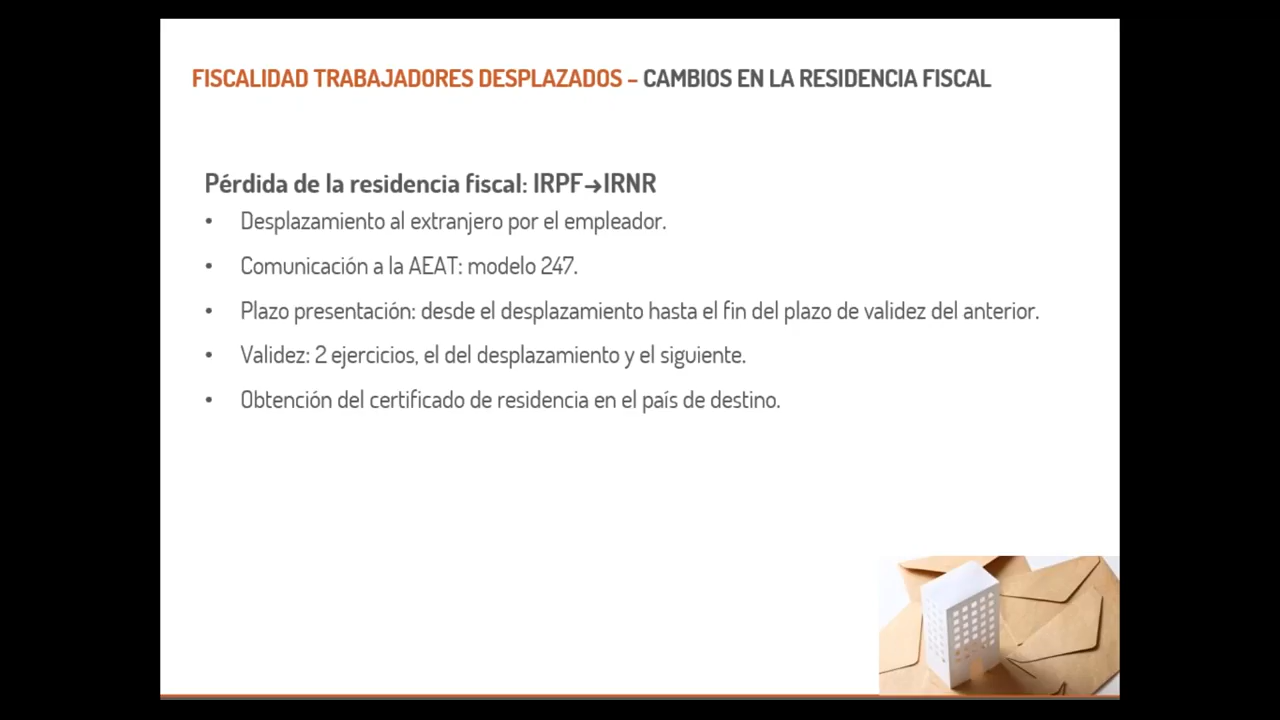 FISCALIDAD TRABAJADORES DESPLAZADOS – CAMBIOS EN LA RESIDENCIA FISCAL
Pérdida de la residencia fiscal: IRPF→IRNR
• Desplazamiento al extranjero por el empleador.
• Comunicación a la AEAT: modelo 247.
• Plazo presentación: desde el desplazamiento hasta el fin del plazo de validez del anterior.
• Validez: 2 ejercicios, el del desplazamiento y el siguiente.
• Obtención del certificado de residencia en el país de destino.